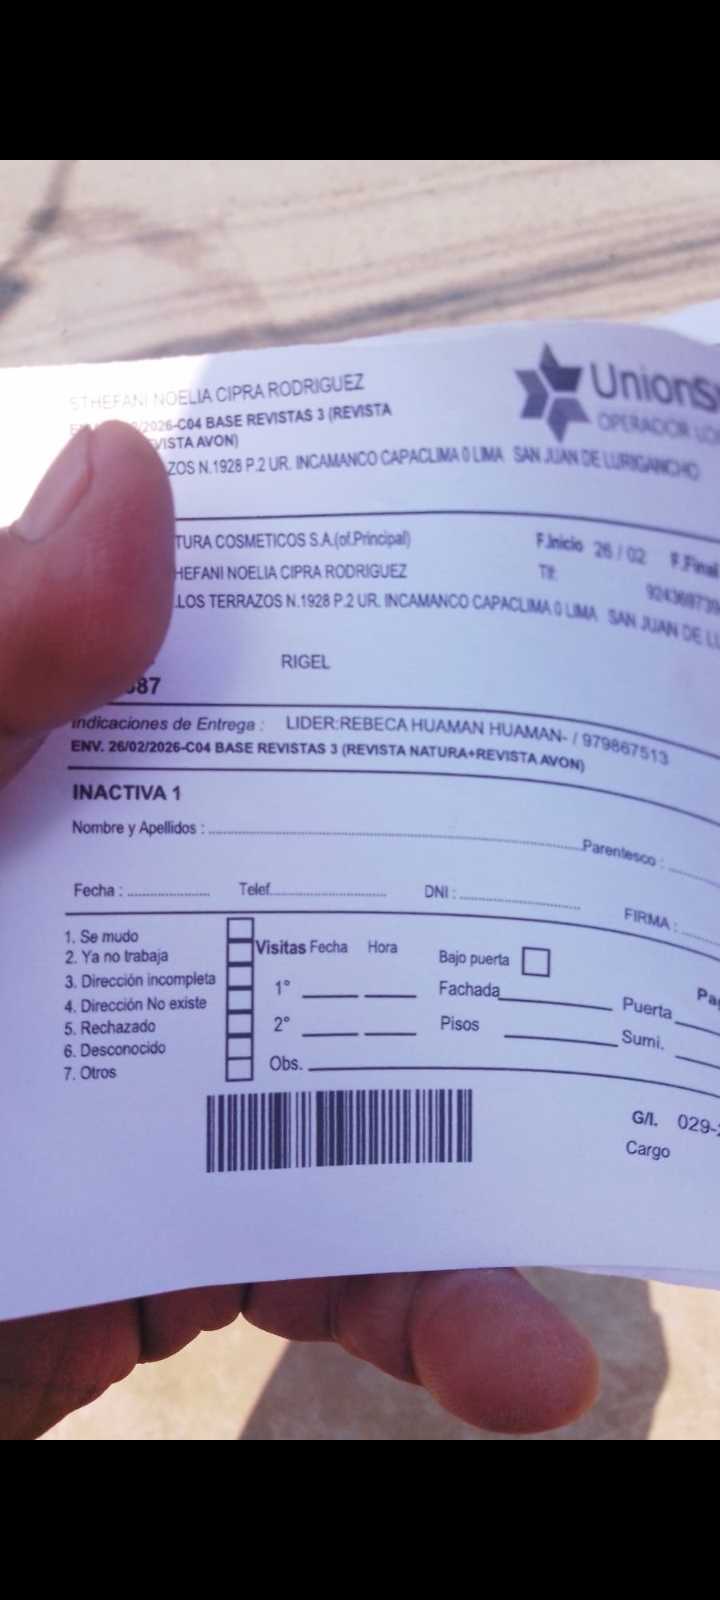 STHEFANI NOELIA CIPRA RODRIGUEZ
2026-C04 BASE REVISTAS 3 (REVISTA
VISTA AVON)
ZOS N.1928 P.2 UR. INCAMANCO CAPACLIMA 0 LIMA SAN JUAN DE LURIGANCHO
UnionS
OPERADOR LO
TURA COSMETICOS S.A.(of.Principal)
F.Inicio 26 / 02 F.Final
HEFANI NOELIA CIPRA RODRIGUEZ
Tlf:
.LOS TERRAZOS N.1928 P.2 UR. INCAMANCO CAPACLIMA 0 LIMA SAN JUAN DE LU
RIGEL
87
Indicaciones de Entrega : LIDER:REBECA HUAMAN HUAMAN- / 979867513
ENV. 26/02/2026-C04 BASE REVISTAS 3 (REVISTA NATURA+REVISTA AVON)
INACTIVA 1
Nombre y Apellidos : Parentesco :
Fecha : Telef. DNI : FIRMA :
1. Se mudo
2. Ya no trabaja
3. Dirección incompleta
4. Dirección No existe
5. Rechazado
6. Desconocido
7. Otros
Visitas Fecha Hora
1°
2°
Obs.
Bajo puerta
Fachada Puerta
Pisos Sumi.
G/I. 029-
Cargo